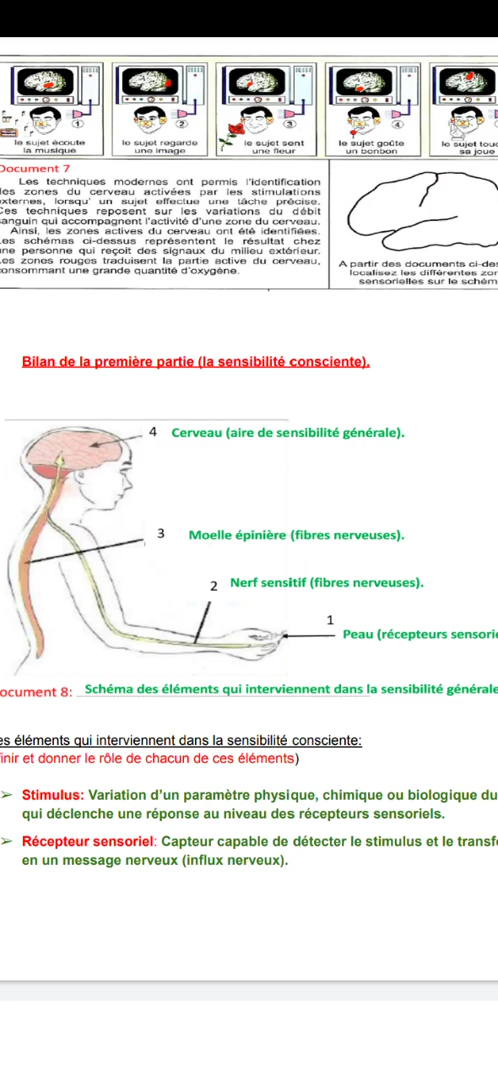 1
2
3
4
le sujet écoute
la musique
le sujet regarde
une image
le sujet sent
une fleur
le sujet goûte
un bonbon
le sujet touc
sa joue
Document 7
Les techniques modernes ont permis l'identification
des zones du cerveau activées par les stimulations
externes, lorsqu' un sujet effectue une tâche précise.
Ces techniques reposent sur les variations du débit
sanguin qui accompagnent l'activité d'une zone du cerveau.
Ainsi, les zones actives du cerveau ont été identifiées.
Les schémas ci-dessus représentent le résultat chez
une personne qui reçoit des signaux du milieu extérieur.
Les zones rouges traduisent la partie active du cerveau,
consommant une grande quantité d'oxygène.
A partir des documents ci-des
localisez les différentes zon
sensorielles sur le schém
Bilan de la première partie (la sensibilité consciente).
4 Cerveau (aire de sensibilité générale).
3 Moelle épinière (fibres nerveuses).
2 Nerf sensitif (fibres nerveuses).
1
Peau (récepteurs sensorie
ocument 8: Schéma des éléments qui interviennent dans la sensibilité générale
es éléments qui interviennent dans la sensibilité consciente:
finir et donner le rôle de chacun de ces éléments)
➢ Stimulus: Variation d'un paramètre physique, chimique ou biologique du
qui déclenche une réponse au niveau des récepteurs sensoriels.
➢ Récepteur sensoriel: Capteur capable de détecter le stimulus et le transfo
en un message nerveux (influx nerveux).